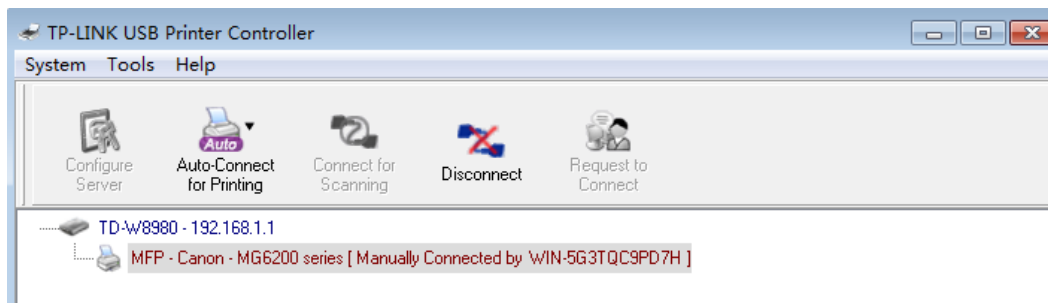 TP-LINK USB Printer Controller
System Tools Help
Auto
Configure Server
Auto-Connect for Printing
Connect for Scanning
Disconnect
Request to Connect
TD-W8980 - 192.168.1.1
MFP - Canon - MG6200 series [ Manually Connected by WIN-5G3TQC9PD7H ]